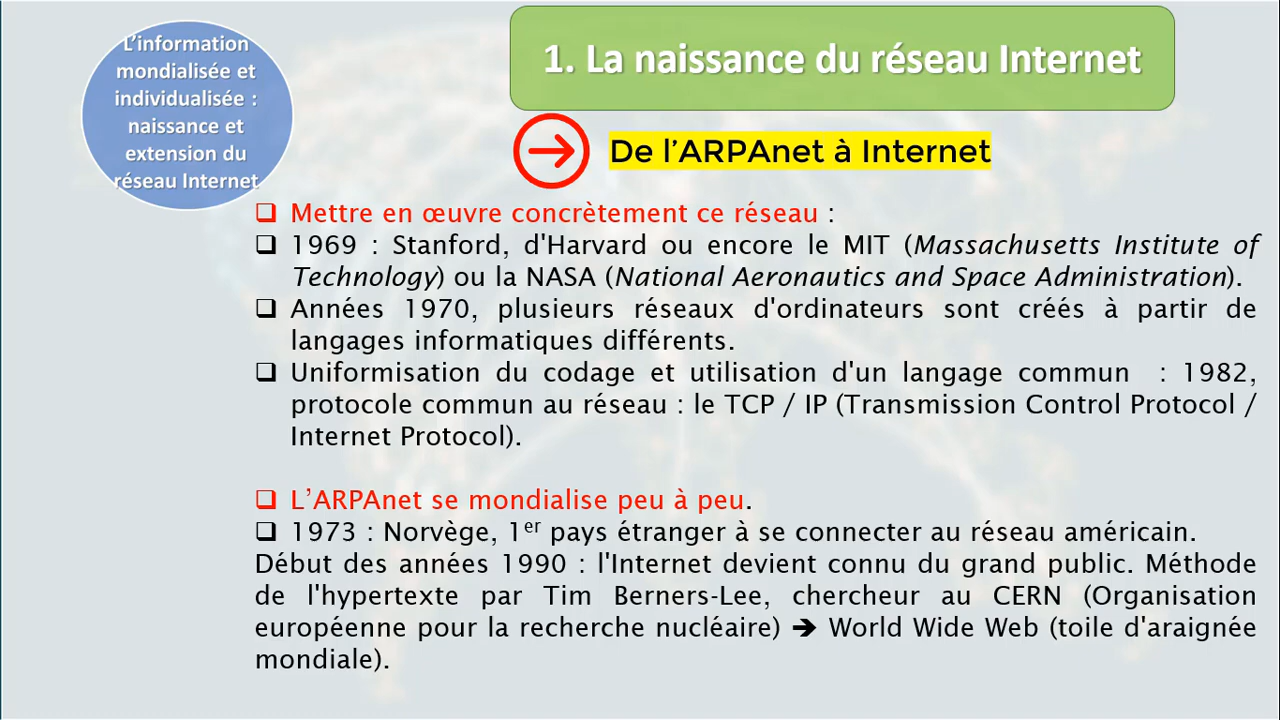 L’information
mondialisée et
individualisée :
naissance et
extension du
réseau Internet
1. La naissance du réseau Internet
De l’ARPAnet à Internet
❑ Mettre en œuvre concrètement ce réseau :
❑ 1969 : Stanford, d'Harvard ou encore le MIT (Massachusetts Institute of
Technology) ou la NASA (National Aeronautics and Space Administration).
❑ Années 1970, plusieurs réseaux d'ordinateurs sont créés à partir de
langages informatiques différents.
❑ Uniformisation du codage et utilisation d'un langage commun : 1982,
protocole commun au réseau : le TCP / IP (Transmission Control Protocol /
Internet Protocol).
❑ L’ARPAnet se mondialise peu à peu.
❑ 1973 : Norvège, 1er pays étranger à se connecter au réseau américain.
Début des années 1990 : l'Internet devient connu du grand public. Méthode
de l'hypertexte par Tim Berners-Lee, chercheur au CERN (Organisation
européenne pour la recherche nucléaire) ➔ World Wide Web (toile d'araignée
mondiale).